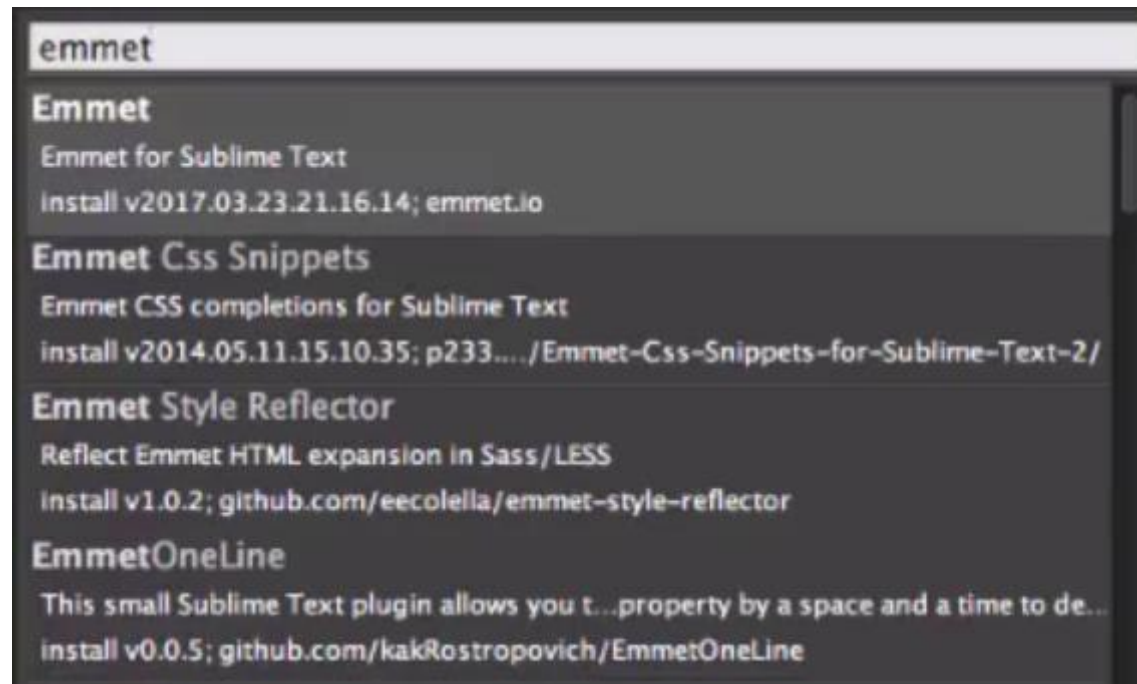 emmet
Emmet
Emmet for Sublime Text
install v2017.03.23.21.16.14; emmet.io
Emmet Css Snippets
Emmet CSS completions for Sublime Text
install v2014.05.11.15.10.35; p233..../Emmet-Css-Snippets-for-Sublime-Text-2/
Emmet Style Reflector
Reflect Emmet HTML expansion in Sass/LESS
install v1.0.2; github.com/eecolella/emmet-style-reflector
EmmetOneLine
This small Sublime Text plugin allows you t...property by a space and a time to de...
install v0.0.5; github.com/kakRostropovich/EmmetOneLine